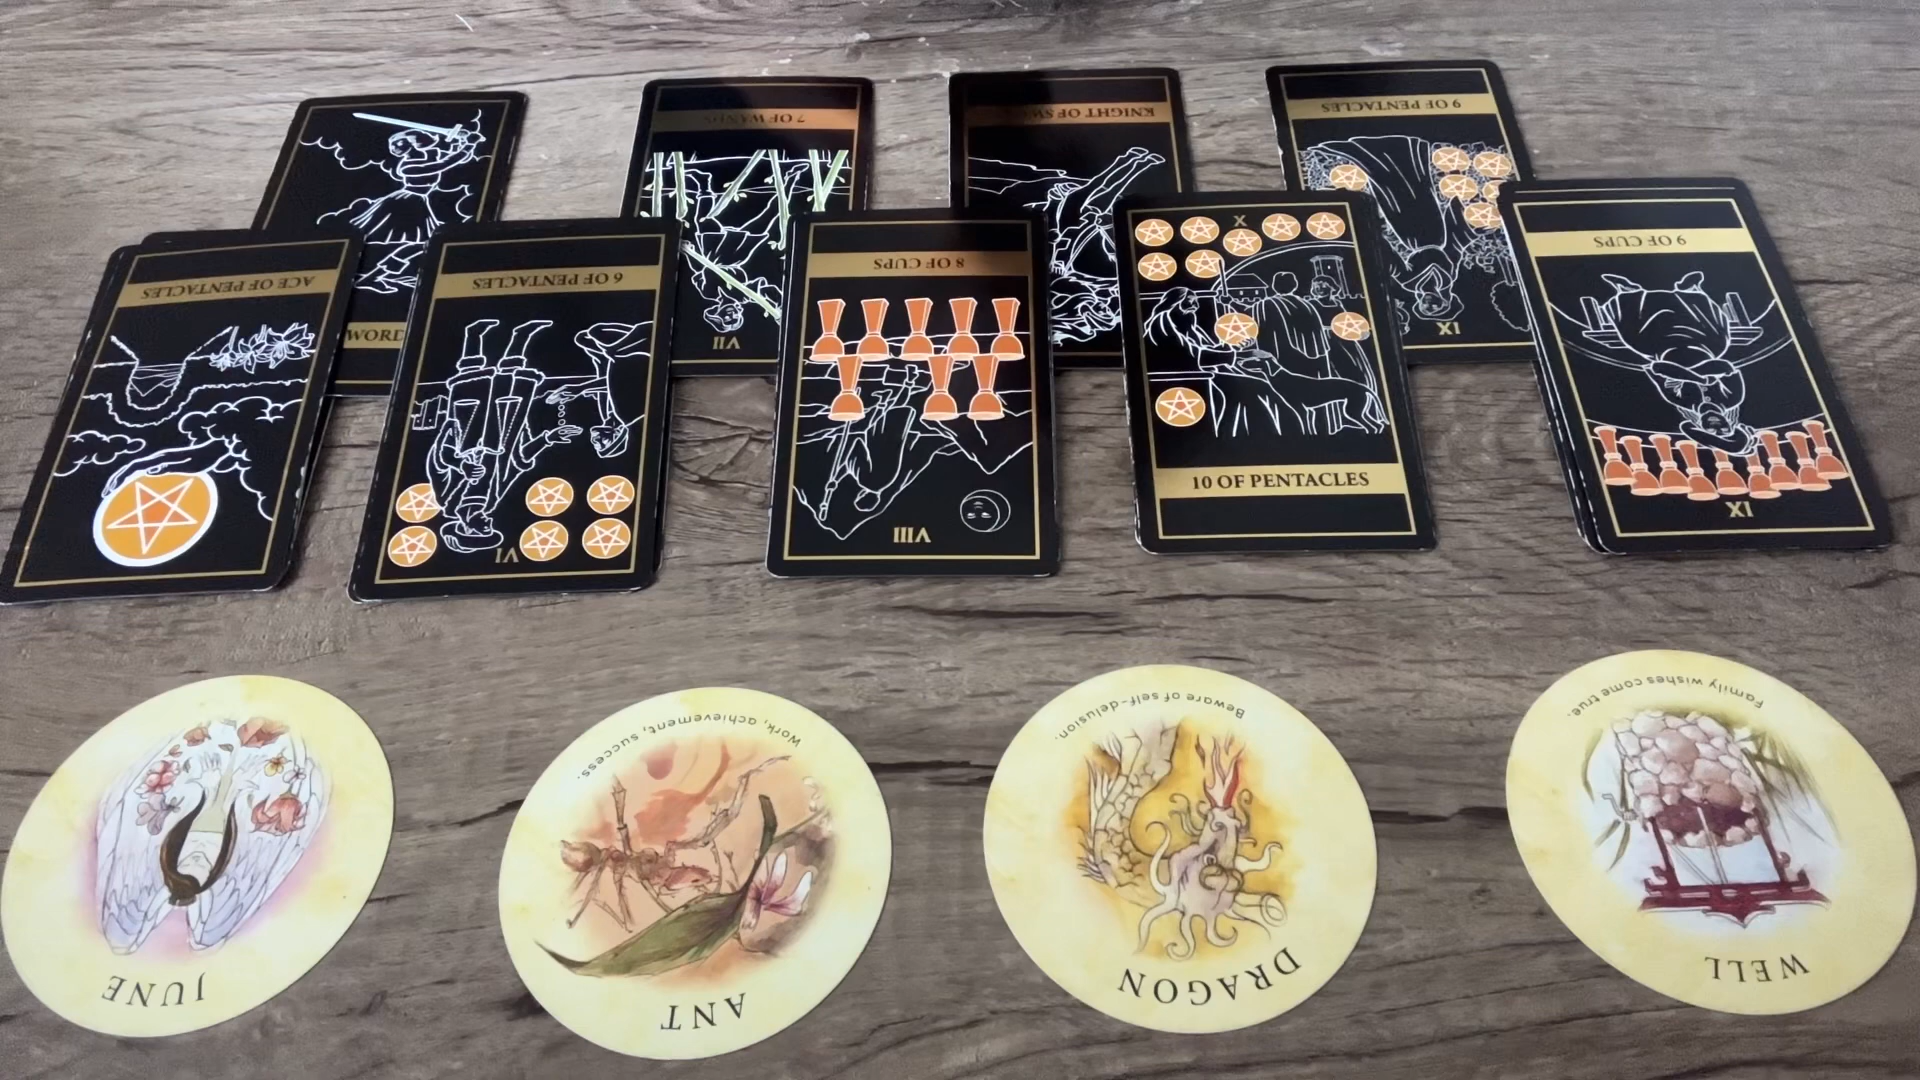 7 OF WANDS
KNIGHT OF
9 OF PENTACLES
WORD
VII
IX
ACE OF PENTACLES
6 OF PENTACLES
VI
8 OF CUPS
VIII
X
10 OF PENTACLES
9 OF CUPS
IX
JUNE
Work, achievement, success.
ANT
Beware of self-delusion.
DRAGON
Family wishes come true.
WELL